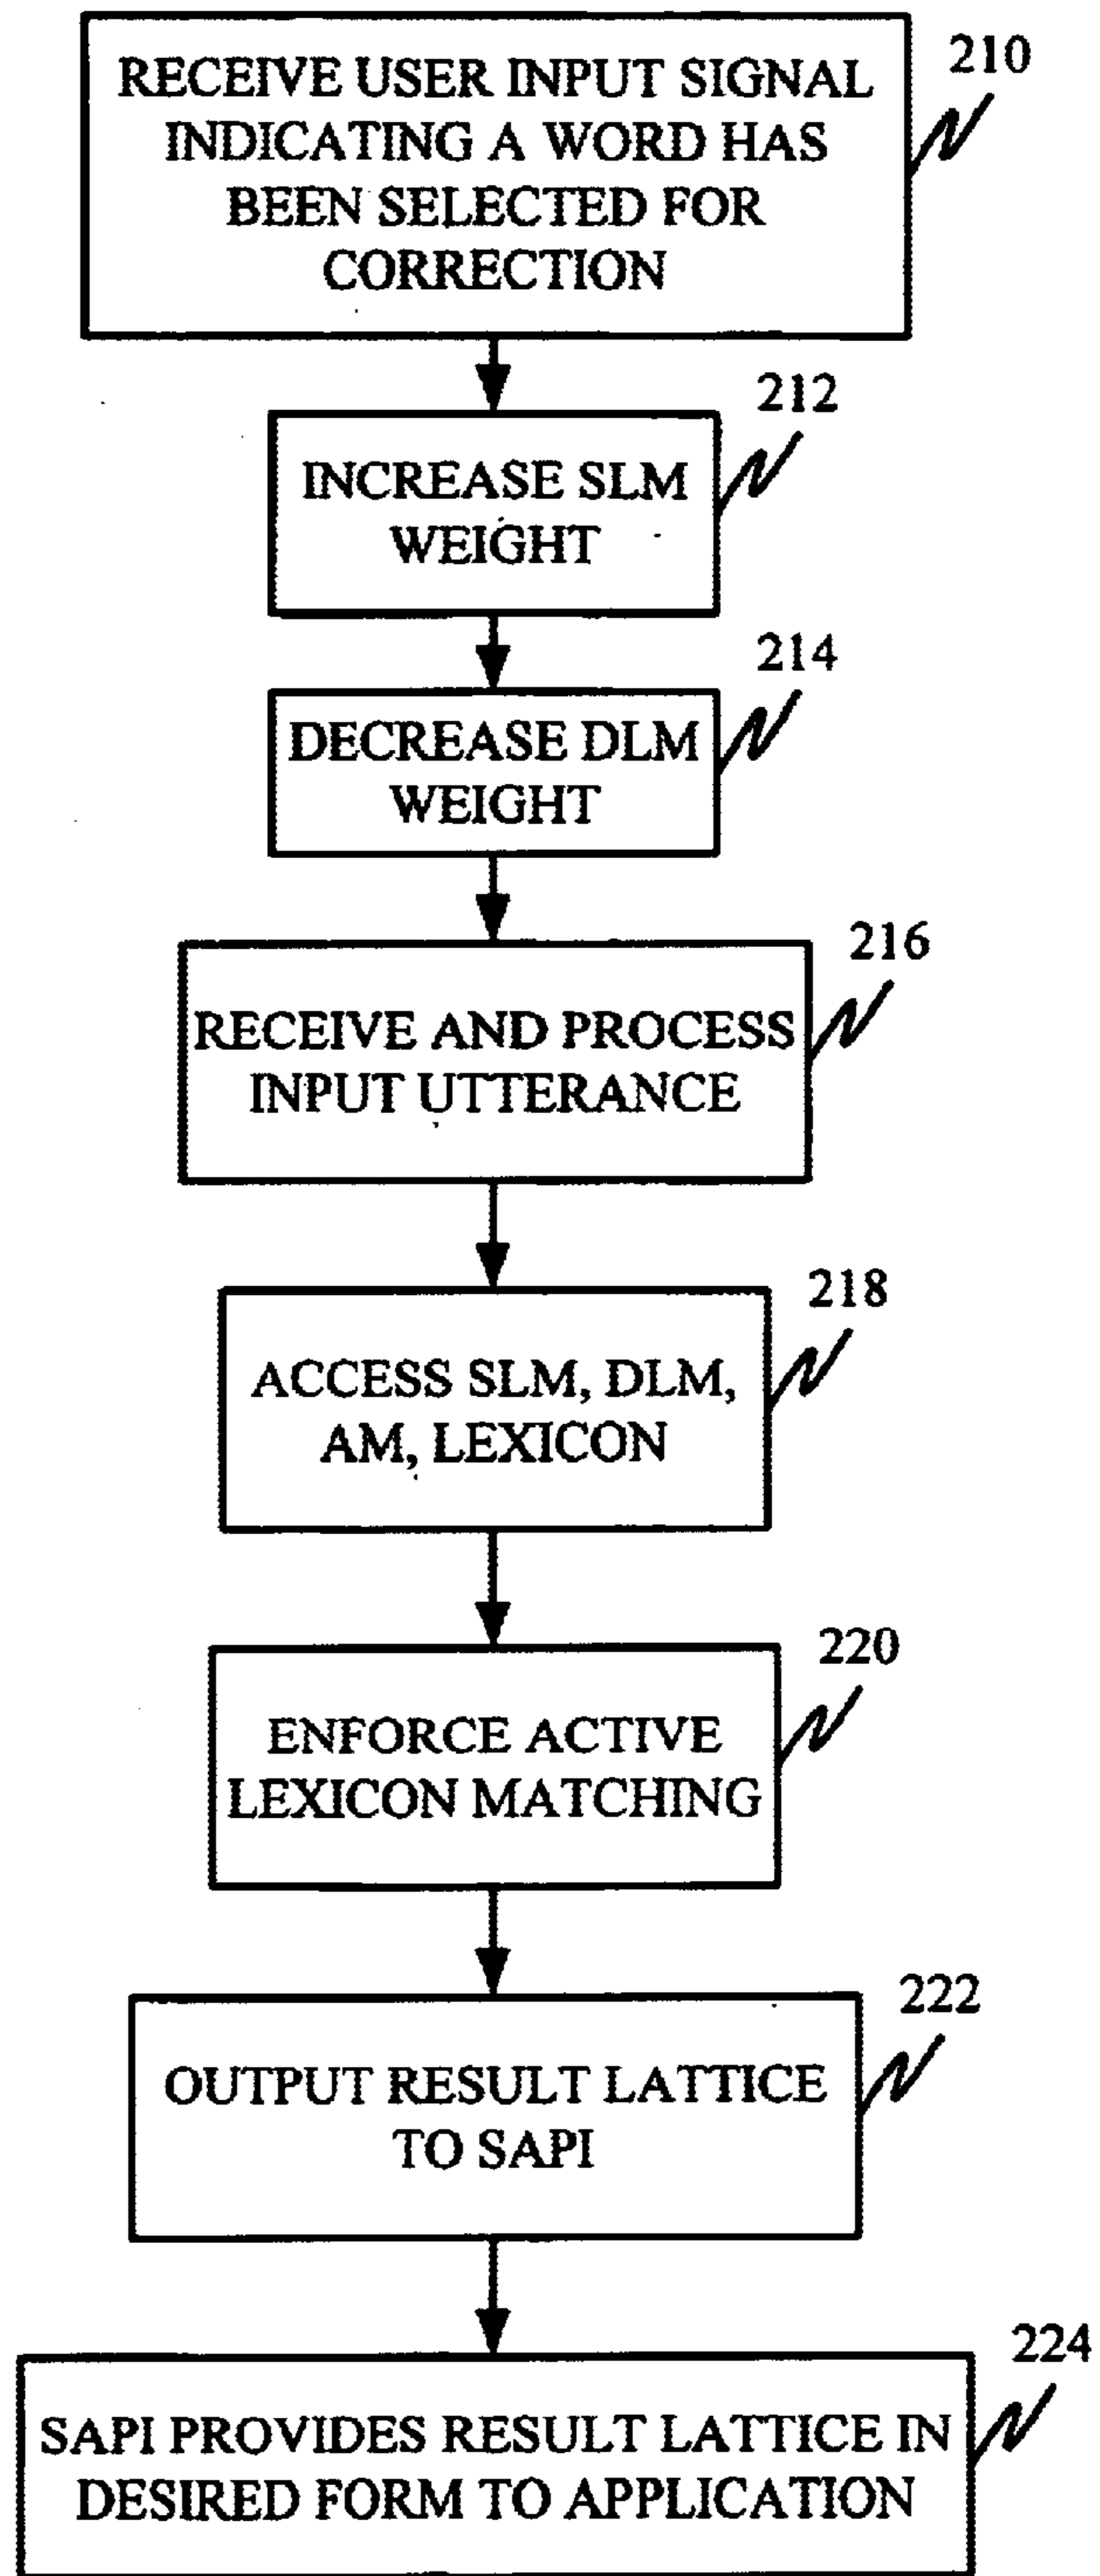 RECEIVE USER INPUT SIGNAL
INDICATING A WORD HAS
BEEN SELECTED FOR
CORRECTION
210
INCREASE SLM
WEIGHT
212
DECREASE DLM
WEIGHT
214
RECEIVE AND PROCESS
INPUT UTTERANCE
216
ACCESS SLM, DLM,
AM, LEXICON
218
ENFORCE ACTIVE
LEXICON MATCHING
220
OUTPUT RESULT LATTICE
TO SAPI
222
SAPI PROVIDES RESULT LATTICE IN
DESIRED FORM TO APPLICATION
224